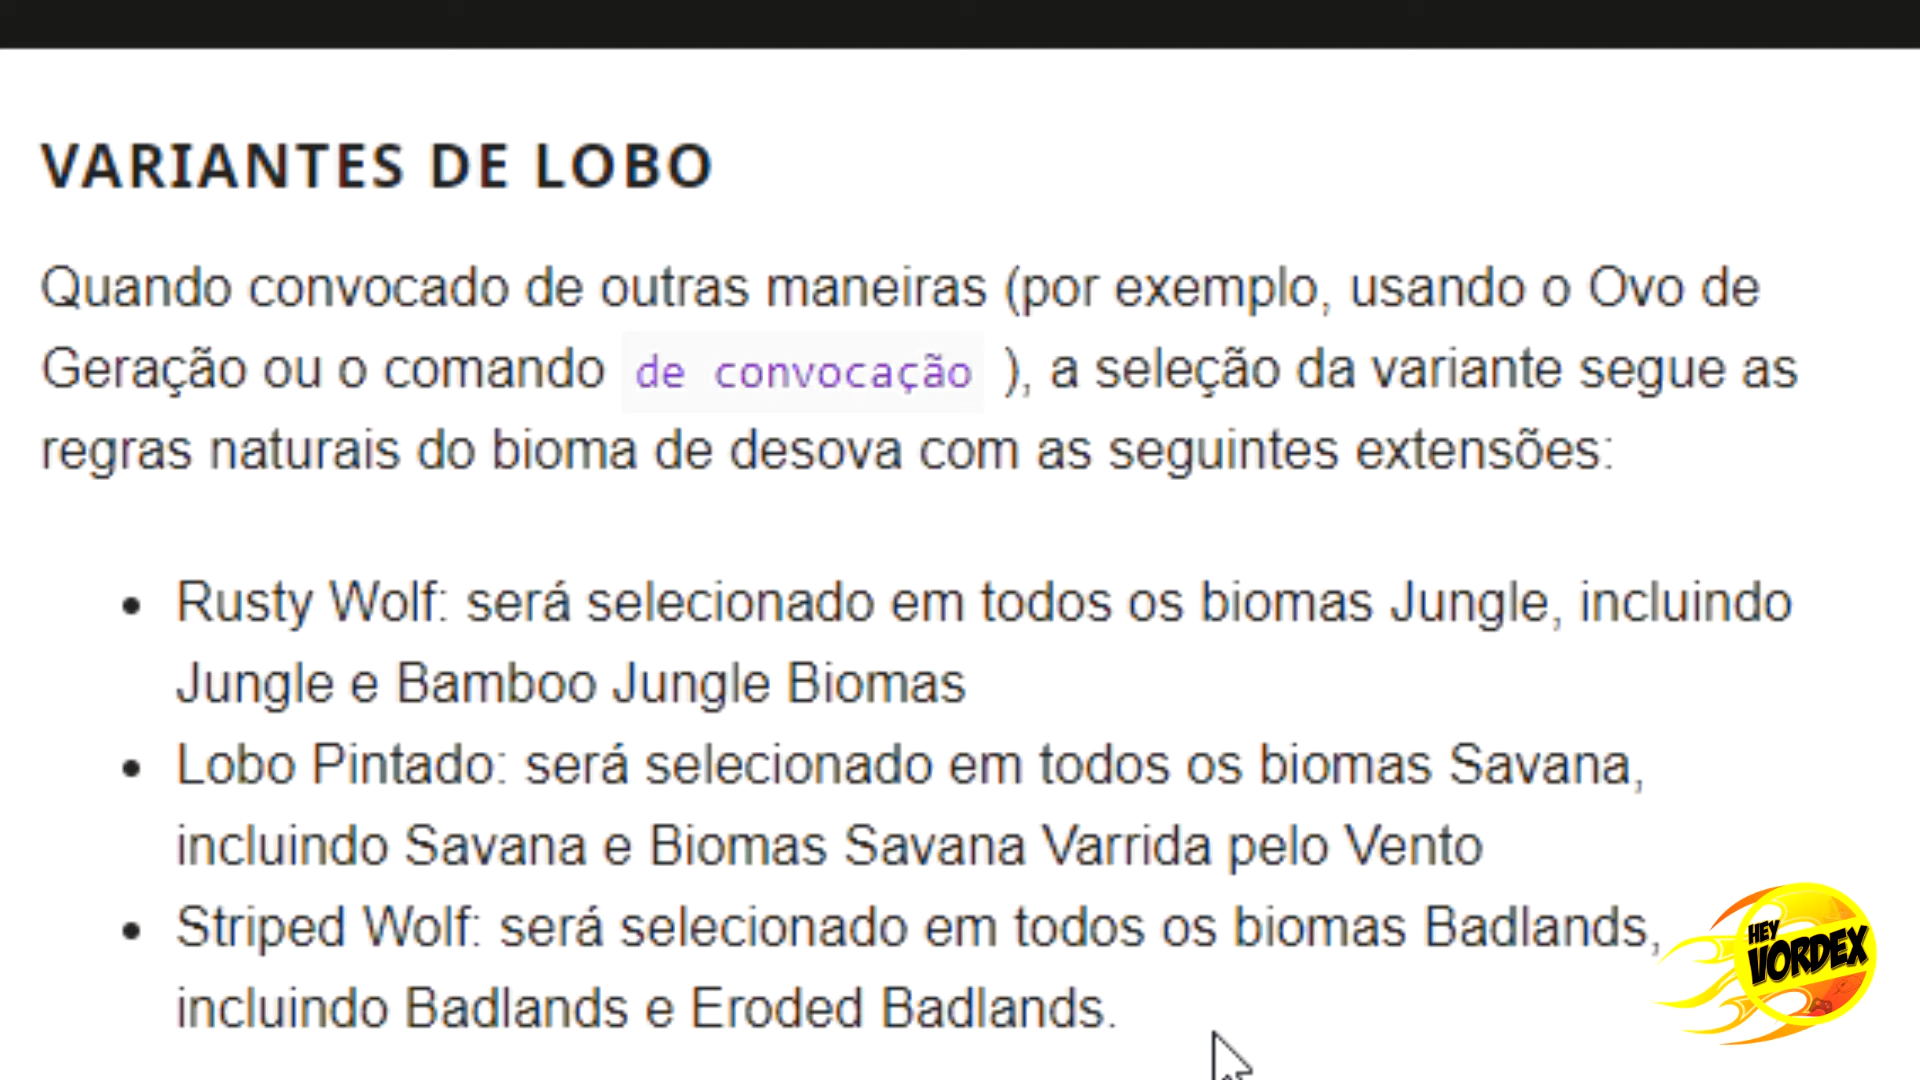 VARIANTES DE LOBO
Quando convocado de outras maneiras (por exemplo, usando o Ovo de
Geração ou o comando de convocação ), a seleção da variante segue as
regras naturais do bioma de desova com as seguintes extensões:
• Rusty Wolf: será selecionado em todos os biomas Jungle, incluindo
Jungle e Bamboo Jungle Biomas
• Lobo Pintado: será selecionado em todos os biomas Savana,
incluindo Savana e Biomas Savana Varrida pelo Vento
• Striped Wolf: será selecionado em todos os biomas Badlands,
incluindo Badlands e Eroded Badlands.
HEY
VORDEX